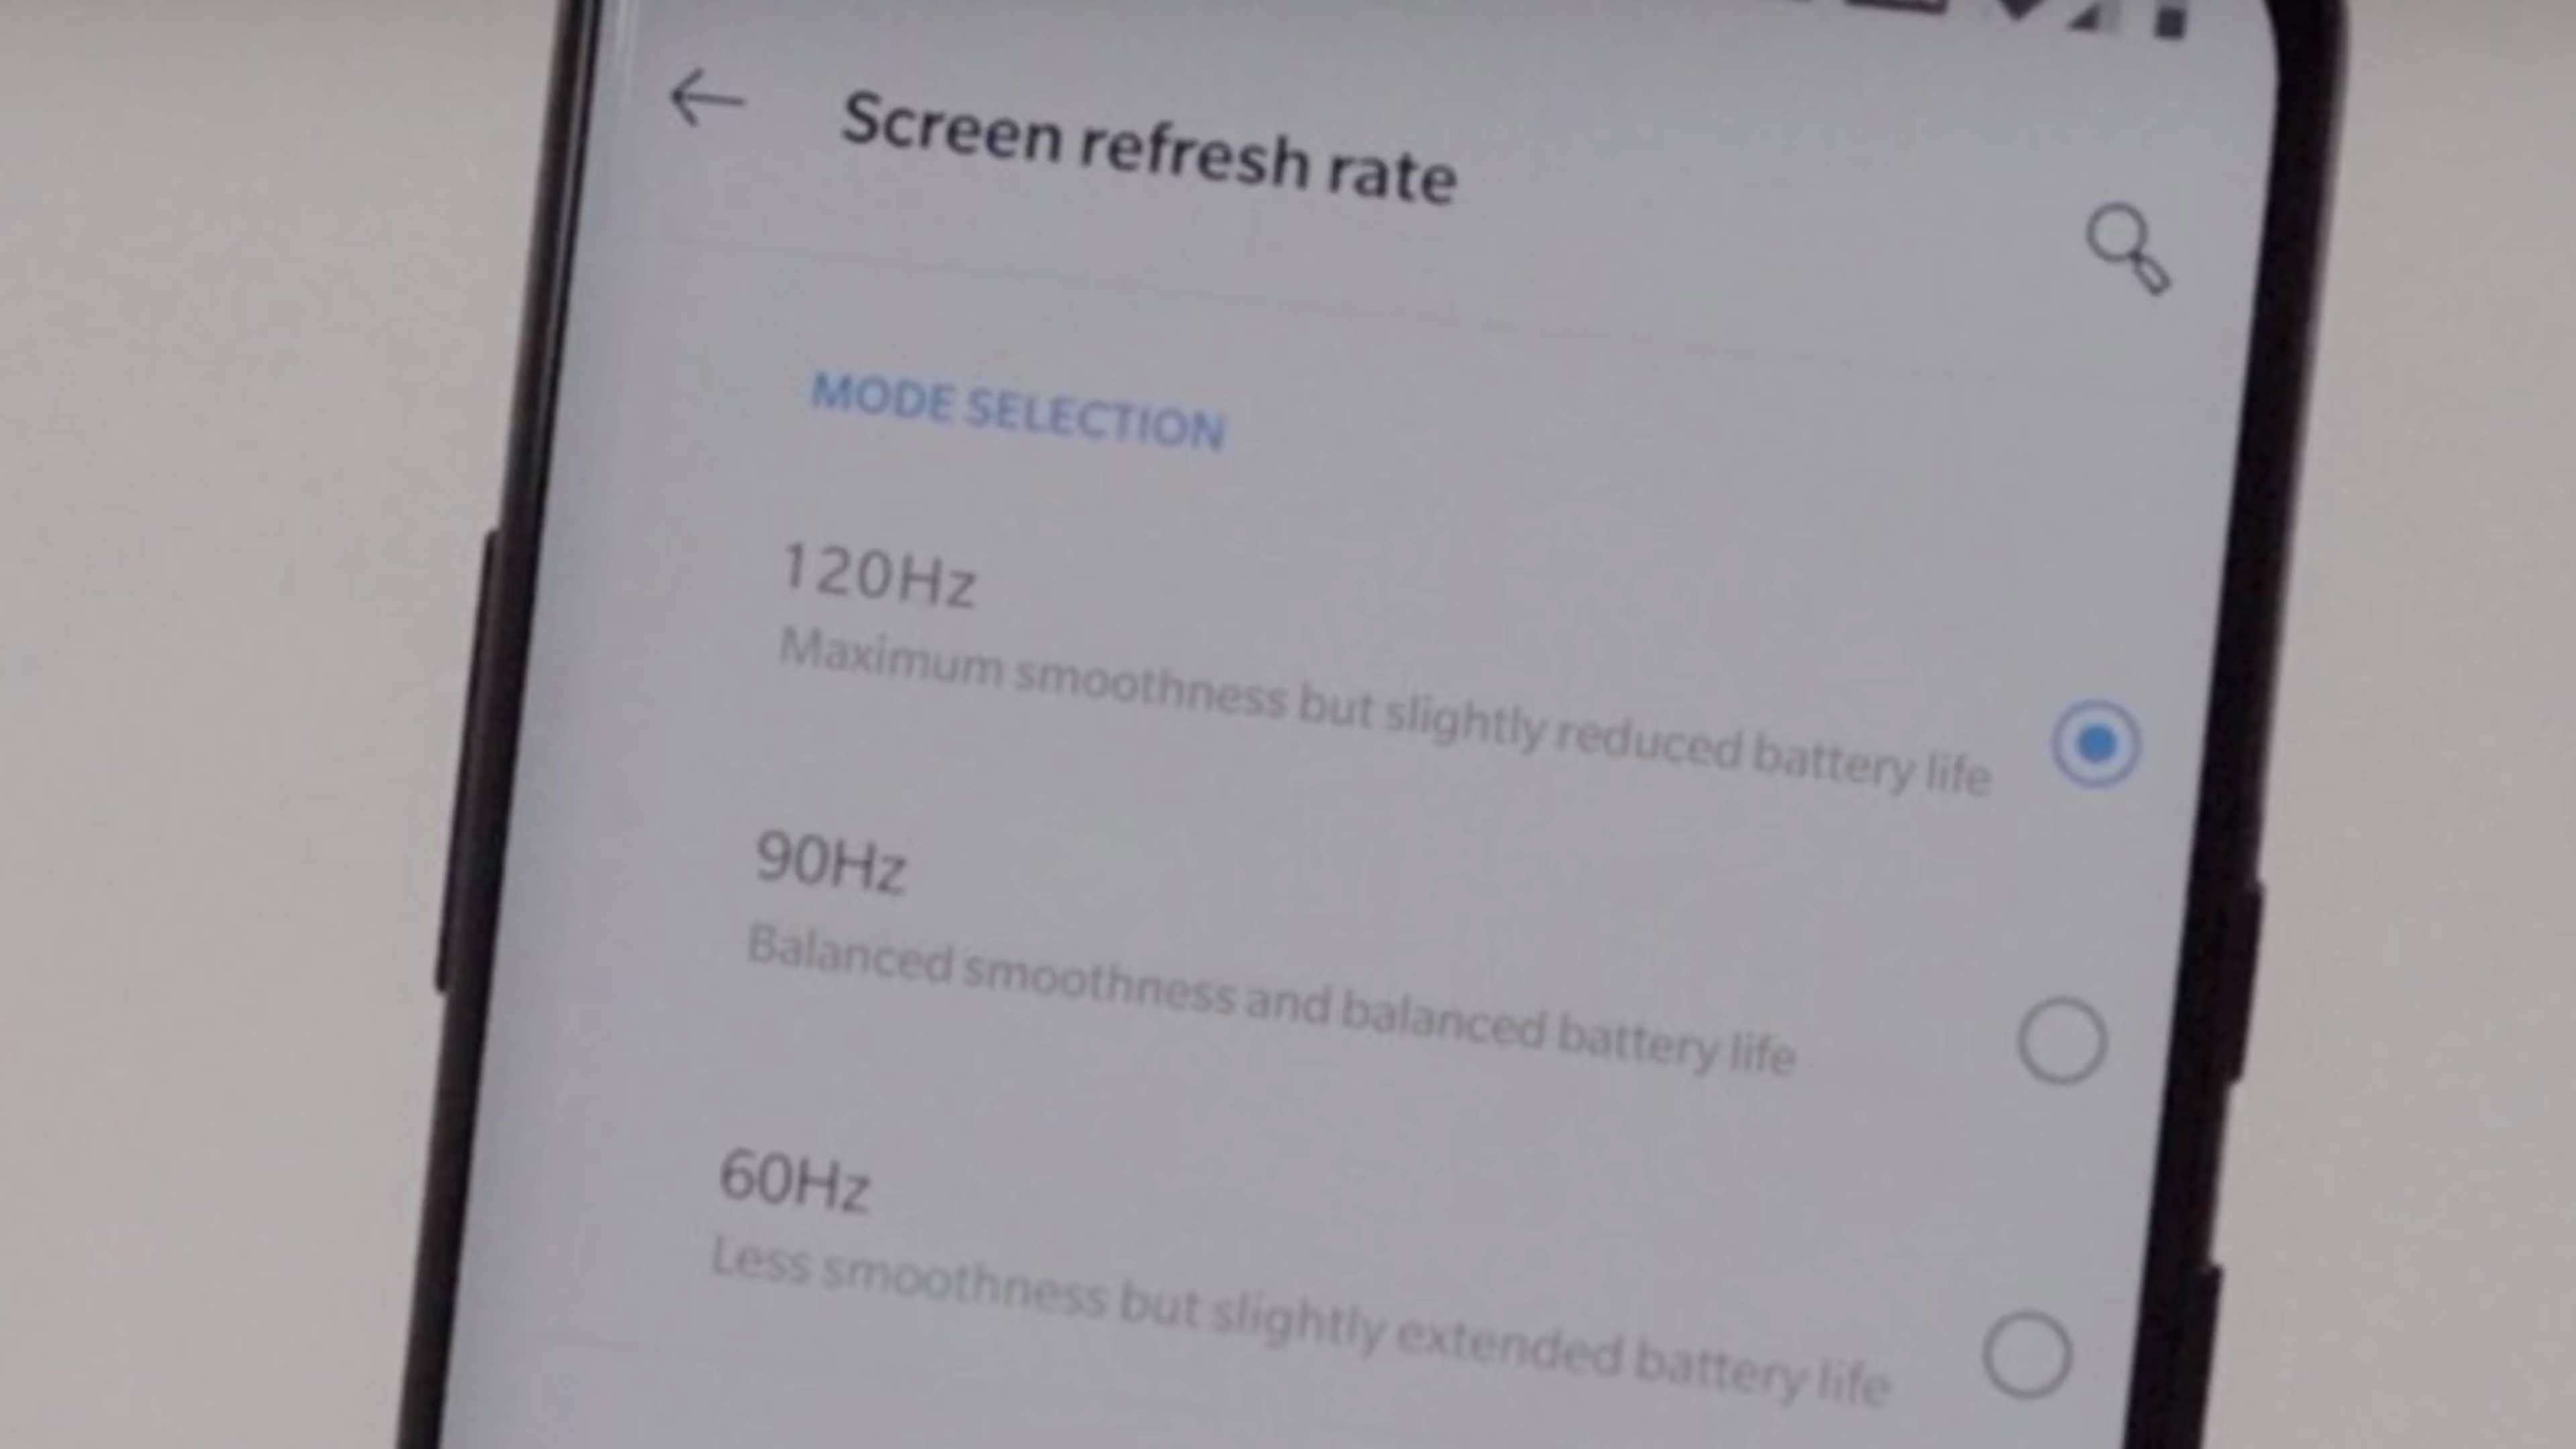 Screen refresh rate
MODE SELECTION
120Hz
Maximum smoothness but slightly reduced battery life
90Hz
Balanced smoothness and balanced battery life
60Hz
Less smoothness but slightly extended battery life